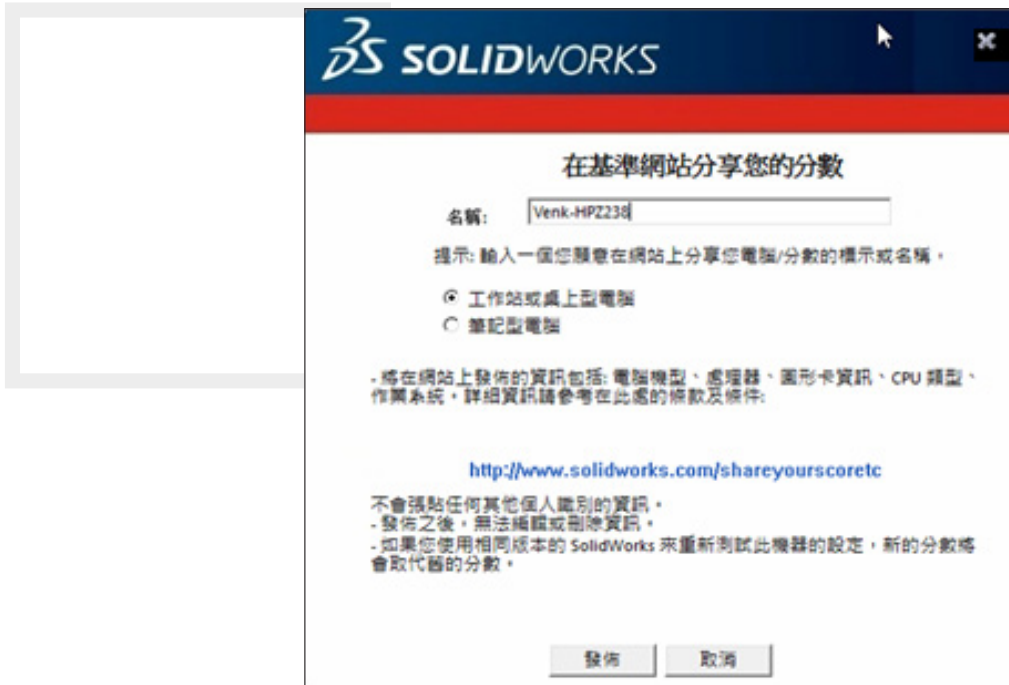 SOLIDWORKS
在基準網站分享您的分數
名稱: Venk-HPZ238
提示: 輸入一個您願意在網站上分享您電腦/分數的標示或名稱，
工作站或桌上型電腦
筆記型電腦
- 將在網站上發佈的資訊包括: 電腦機型、處理器、圖形卡資訊、CPU 類型、
作業系統。詳細資訊請參考在此處的條款及條件:
http://www.solidworks.com/shareyourscoretc
不會張貼任何其他個人識別的資訊。
- 發佈之後，無法編輯或刪除資訊。
- 如果您使用相同版本的 SolidWorks 來重新測試此機器的設定，新的分數將
會取代舊的分數。
發佈 取消